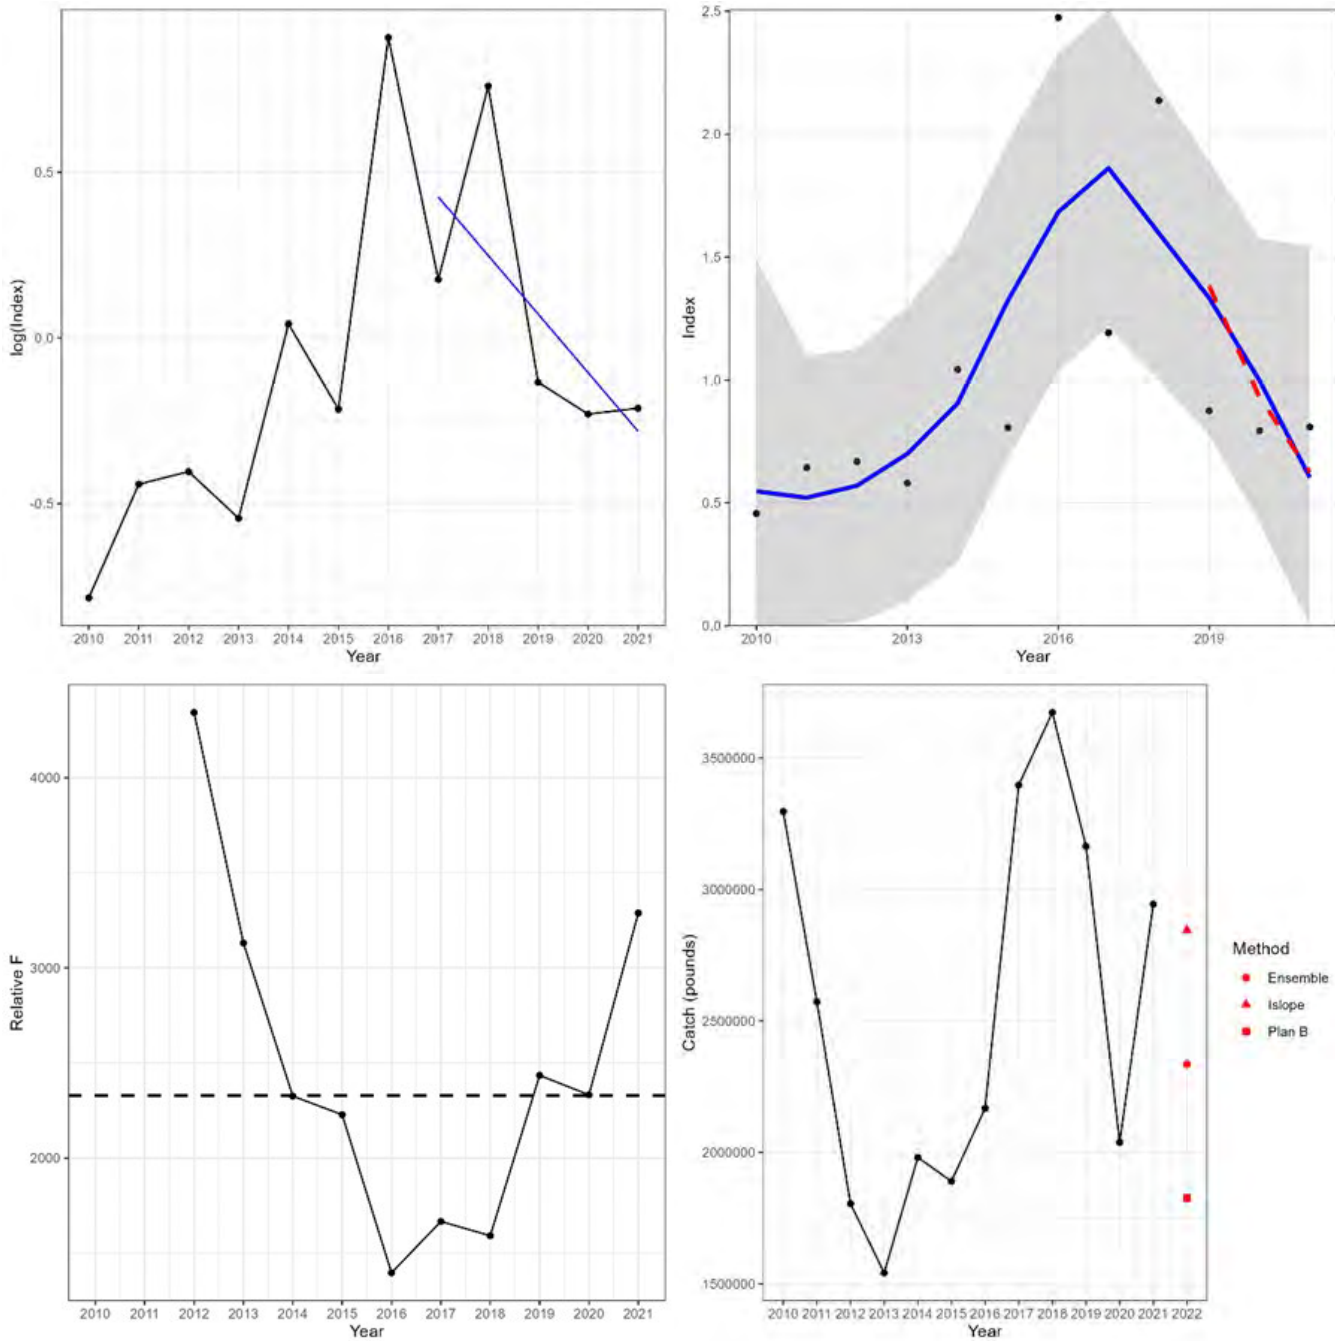 log(Index)
0.5
0.0
-0.5
2010 2011 2012 2013 2014 2015 2016 2017 2018 2019 2020 2021
Year
Index
2.5
2.0
1.5
1.0
0.5
0.0
2010 2013 2016 2019
Year
Relative F
4000
3000
2000
2010 2011 2012 2013 2014 2015 2016 2017 2018 2019 2020 2021
Year
Catch (pounds)
3500000
3000000
2500000
2000000
1500000
2010 2011 2012 2013 2014 2015 2016 2017 2018 2019 2020 2021 2022
Year
Method
Ensemble
Islope
Plan B